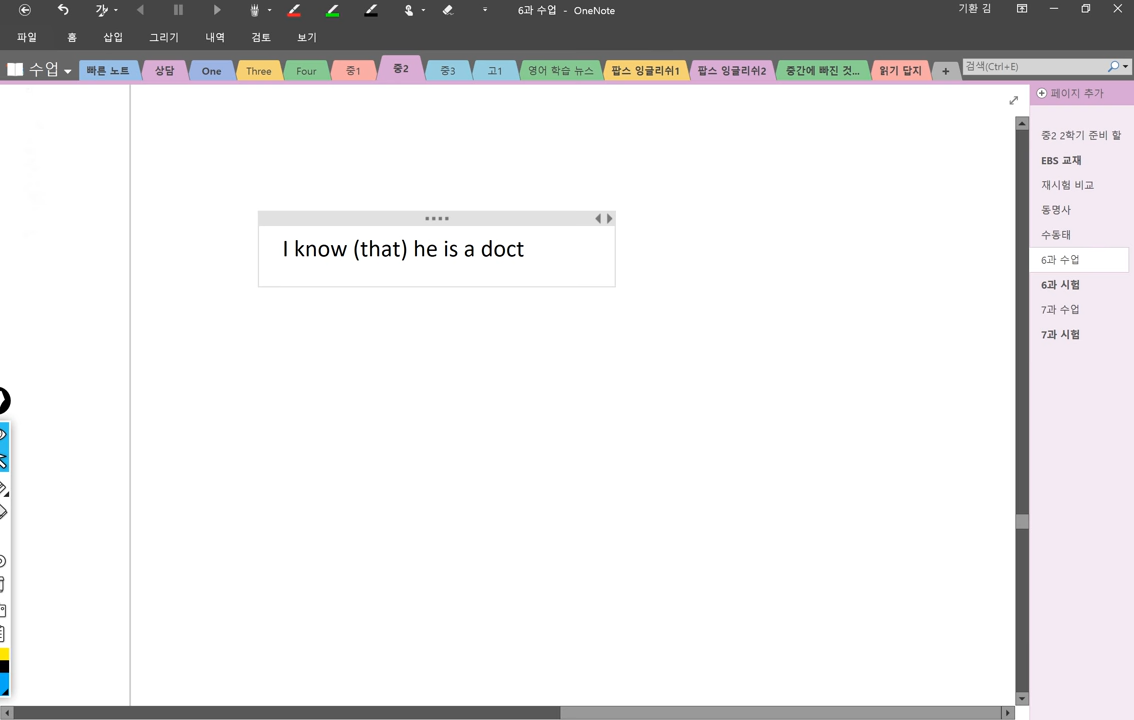 6과 수업 - OneNote
기환 김
파일 홈 삽입 그리기 내역 검토 보기
수업 빠른 노트 상담 One Three Four 중1 중2 중3 고1 영어 학습 뉴스 팝스 잉글리쉬1 팝스 잉글리쉬2 중간에 빠진 것... 읽기 답지 + 검색(Ctrl+E)
페이지 추가
중2 2학기 준비 할
EBS 교재
재시험 비교
동명사
수동태
6과 수업
6과 시험
7과 수업
7과 시험
I know (that) he is a doct